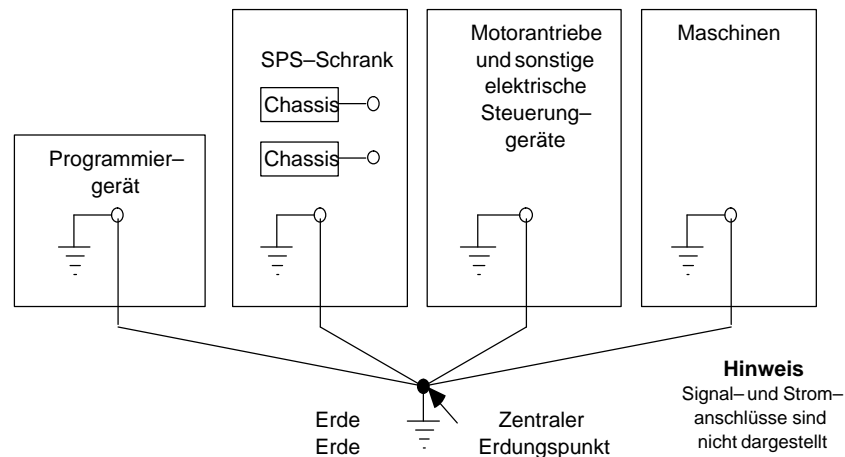 SPS–Schrank
Chassis
Chassis
Programmier–
gerät
Motorantriebe
und sonstige
elektrische
Steuerung–
geräte
Maschinen
Hinweis
Signal– und Strom–
anschlüsse sind
nicht dargestellt
Erde
Erde
Zentraler
Erdungspunkt